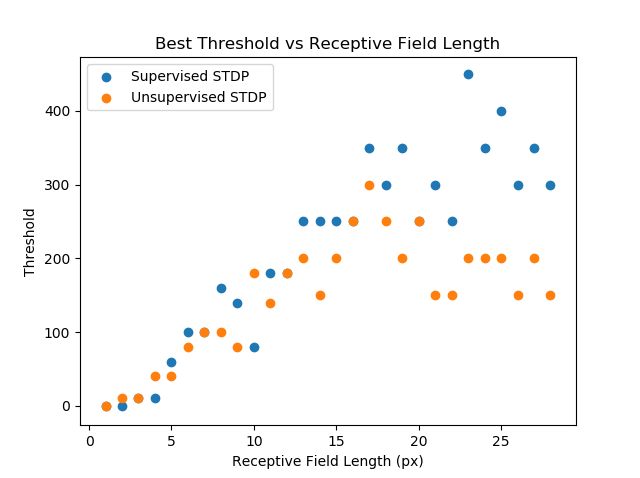 Best Threshold vs Receptive Field Length
Supervised STDP
Unsupervised STDP
Threshold
400
300
200
100
0
0 5 10 15 20 25
Receptive Field Length (px)